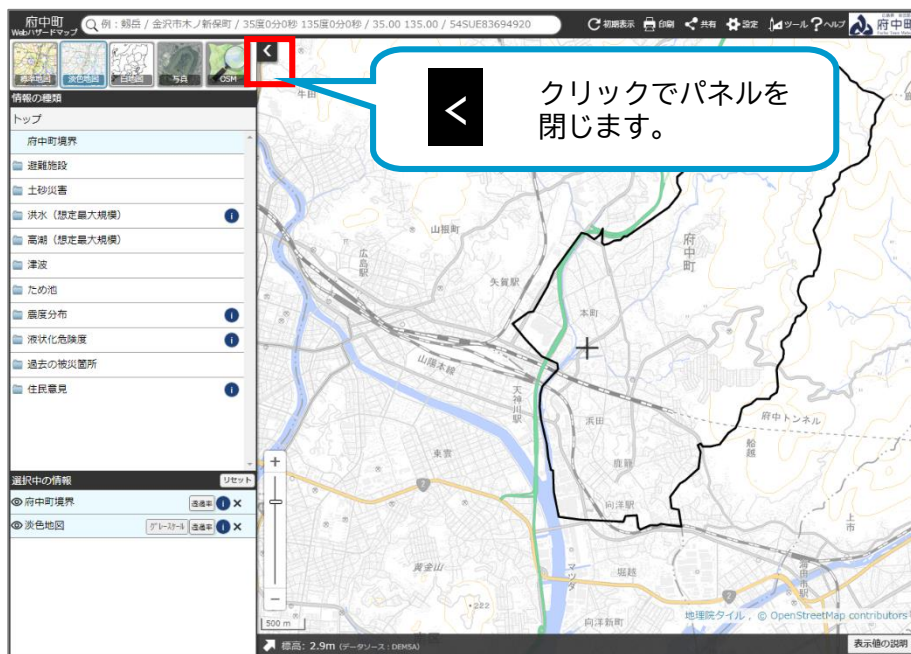 府中町
Webハザードマップ
例：剱岳 / 金沢市木ノ新保町 / 35度0分0秒 135度0分0秒 / 35.00 135.00 / 54SUE83694920
初期表示 印刷 共有 設定 ツール ヘルプ
府中町
標準地図 淡色地図 白地図 写真 OSM
<
< クリックでパネルを
閉じます。
情報の種類
トップ
府中町境界
避難施設
土砂災害
洪水（想定最大規模）
高潮（想定最大規模）
津波
ため池
震度分布
液状化危険度
過去の被災箇所
住民意見
選択中の情報 リセット
府中町境界 透過率
淡色地図 グレースケール 透過率
牛田
山根町
広島駅
矢賀駅
府中町
本町
山陽本線
天神川駅
浜田
府中トンネル
船越
東雲
鹿籠
2
向洋駅
上市
黄金山
マツダ
堀越
海田市駅
2
・222
向洋新町
+
−
500 m
地理院タイル , © OpenStreetMap contributors
標高: 2.9m (データソース：DEM5A)
表示値の説明